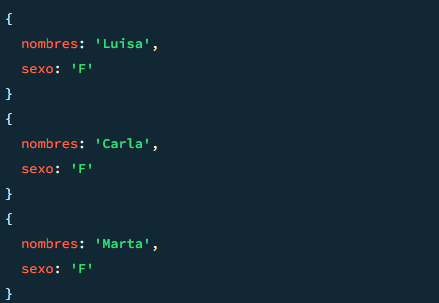 {
  nombres: 'Luisa',
  sexo: 'F'
}
{
  nombres: 'Carla',
  sexo: 'F'
}
{
  nombres: 'Marta',
  sexo: 'F'
}